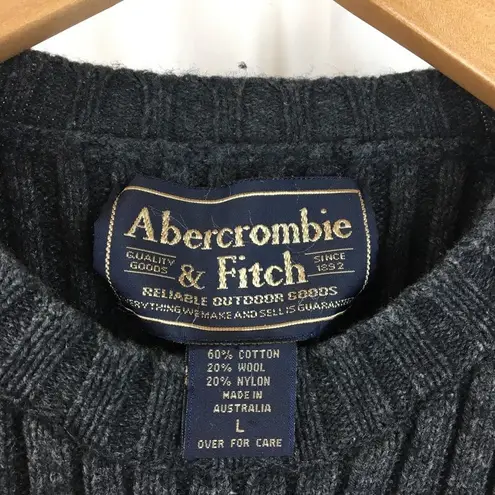 Abercrombie
QUALITY GOODS & Fitch SINCE 1892
RELIABLE OUTDOOR GOODS
EVERYTHING WE MAKE AND SELL IS
60% COTTON
20% WOOL
20% NYLON
MADE IN
AUSTRALIA
L
OVER FOR CARE